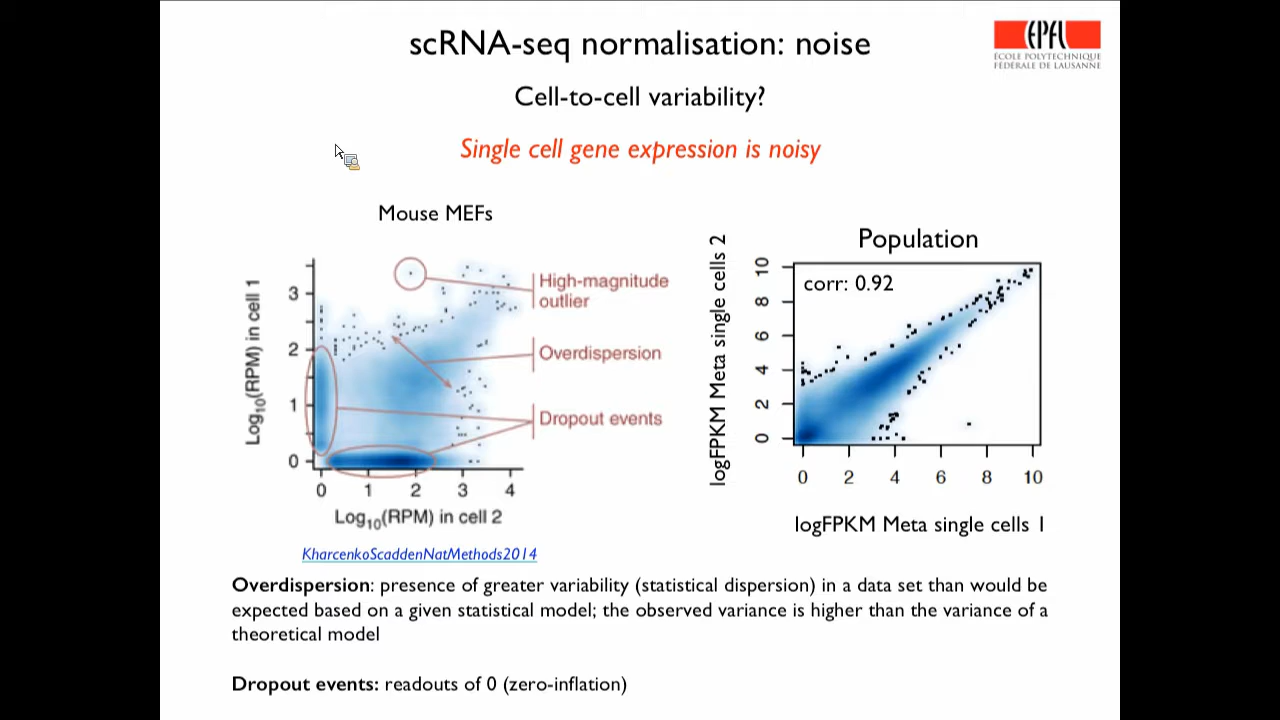 scRNA-seq normalisation: noise
EPFL
ÉCOLE POLYTECHNIQUE
FÉDÉRALE DE LAUSANNE
Cell-to-cell variability?
Single cell gene expression is noisy
Mouse MEFs
Log10(RPM) in cell 1
3
2
1
0
0 1 2 3 4
Log10(RPM) in cell 2
High-magnitude
outlier
Overdispersion
Dropout events
KharcenkoScaddenNatMethods2014
Population
logFPKM Meta single cells 2
corr: 0.92
10
8
6
4
2
0
0 2 4 6 8 10
logFPKM Meta single cells 1
Overdispersion: presence of greater variability (statistical dispersion) in a data set than would be
expected based on a given statistical model; the observed variance is higher than the variance of a
theoretical model
Dropout events: readouts of 0 (zero-inflation)